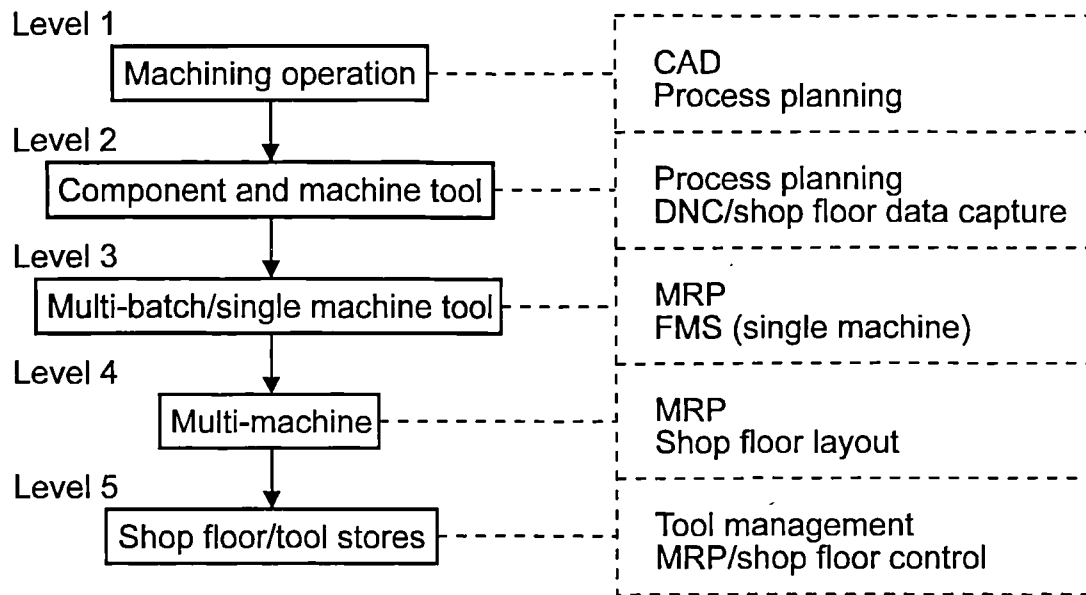 Level 1
Machining operation
CAD
Process planning
Level 2
Component and machine tool
Process planning
DNC/shop floor data capture
Level 3
Multi-batch/single machine tool
MRP
FMS (single machine)
Level 4
Multi-machine
MRP
Shop floor layout
Level 5
Shop floor/tool stores
Tool management
MRP/shop floor control